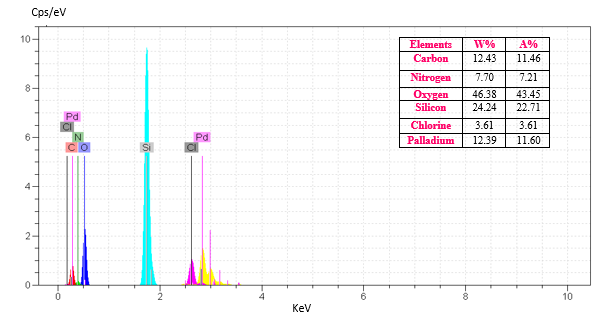 Cps/eV
10
8
6
4
2
0
Elements W% A%
Carbon 12.43 11.46
Nitrogen 7.70 7.21
Oxygen 46.38 43.45
Silicon 24.24 22.71
Chlorine 3.61 3.61
Palladium 12.39 11.60
Pd
Cl
N
C O
Si
Cl
Pd
0 2 4 6 8 10
KeV